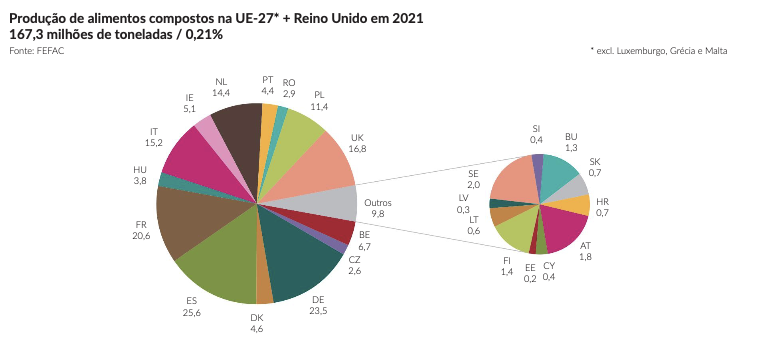 Produção de alimentos compostos na UE-27* + Reino Unido em 2021
167,3 milhões de toneladas / 0,21%
Fonte: FEFAC
* excl. Luxemburgo, Grécia e Malta
NL
14,4
PT
4,4
RO
2,9
PL
11,4
IE
5,1
IT
15,2
UK
16,8
HU
3,8
Outros
9,8
FR
20,6
BE
6,7
CZ
2,6
ES
25,6
DE
23,5
DK
4,6
SI
0,4
BU
1,3
SK
0,7
SE
2,0
LV
0,3
HR
0,7
LT
0,6
AT
1,8
FI
1,4
EE
0,2
CY
0,4